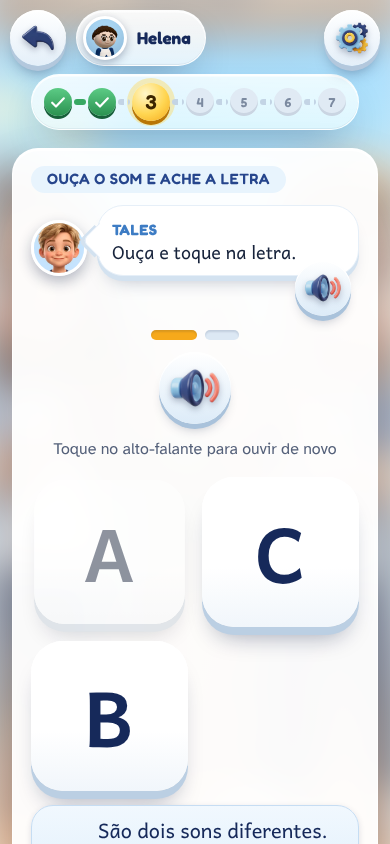 Helena
3 4 5 6 7
OUÇA O SOM E ACHE A LETRA
TALES
Ouça e toque na letra.
Toque no alto-falante para ouvir de novo
A C
B
São dois sons diferentes.